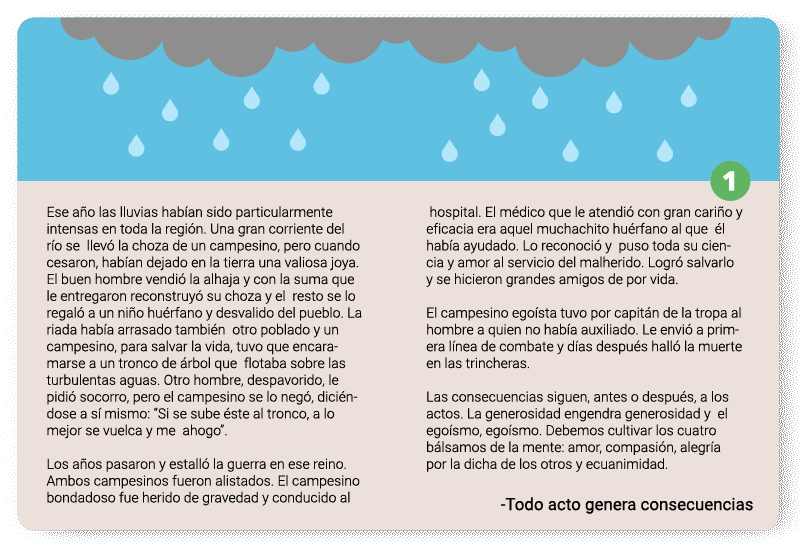 1
Ese año las lluvias habían sido particularmente
intensas en toda la región. Una gran corriente del
río se llevó la choza de un campesino, pero cuando
cesaron, habían dejado en la tierra una valiosa joya.
El buen hombre vendió la alhaja y con la suma que
le entregaron reconstruyó su choza y el resto se lo
regaló a un niño huérfano y desvalido del pueblo. La
riada había arrasado también otro poblado y un
campesino, para salvar la vida, tuvo que encara-
marse a un tronco de árbol que flotaba sobre las
turbulentas aguas. Otro hombre, despavorido, le
pidió socorro, pero el campesino se lo negó, dicién-
dose a sí mismo: “Si se sube éste al tronco, a lo
mejor se vuelca y me ahogo”.
Los años pasaron y estalló la guerra en ese reino.
Ambos campesinos fueron alistados. El campesino
bondadoso fue herido de gravedad y conducido al
hospital. El médico que le atendió con gran cariño y
eficacia era aquel muchachito huérfano al que él
había ayudado. Lo reconoció y puso toda su cien-
cia y amor al servicio del malherido. Logró salvarlo
y se hicieron grandes amigos de por vida.
El campesino egoísta tuvo por capitán de la tropa al
hombre a quien no había auxiliado. Le envió a prim-
era línea de combate y días después halló la muerte
en las trincheras.
Las consecuencias siguen, antes o después, a los
actos. La generosidad engendra generosidad y el
egoísmo, egoísmo. Debemos cultivar los cuatro
bálsamos de la mente: amor, compasión, alegría
por la dicha de los otros y ecuanimidad.
-Todo acto genera consecuencias